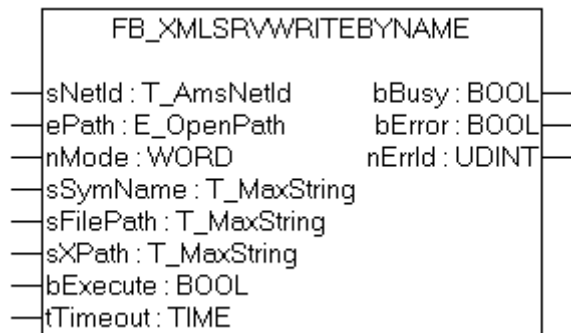 FB_XMLSRVWRITEBYNAME
sNetId : T_AmsNetId bBusy : BOOL
ePath : E_OpenPath bError : BOOL
nMode : WORD nErrId : UDINT
sSymName : T_MaxString
sFilePath : T_MaxString
sXPath : T_MaxString
bExecute : BOOL
tTimeout : TIME